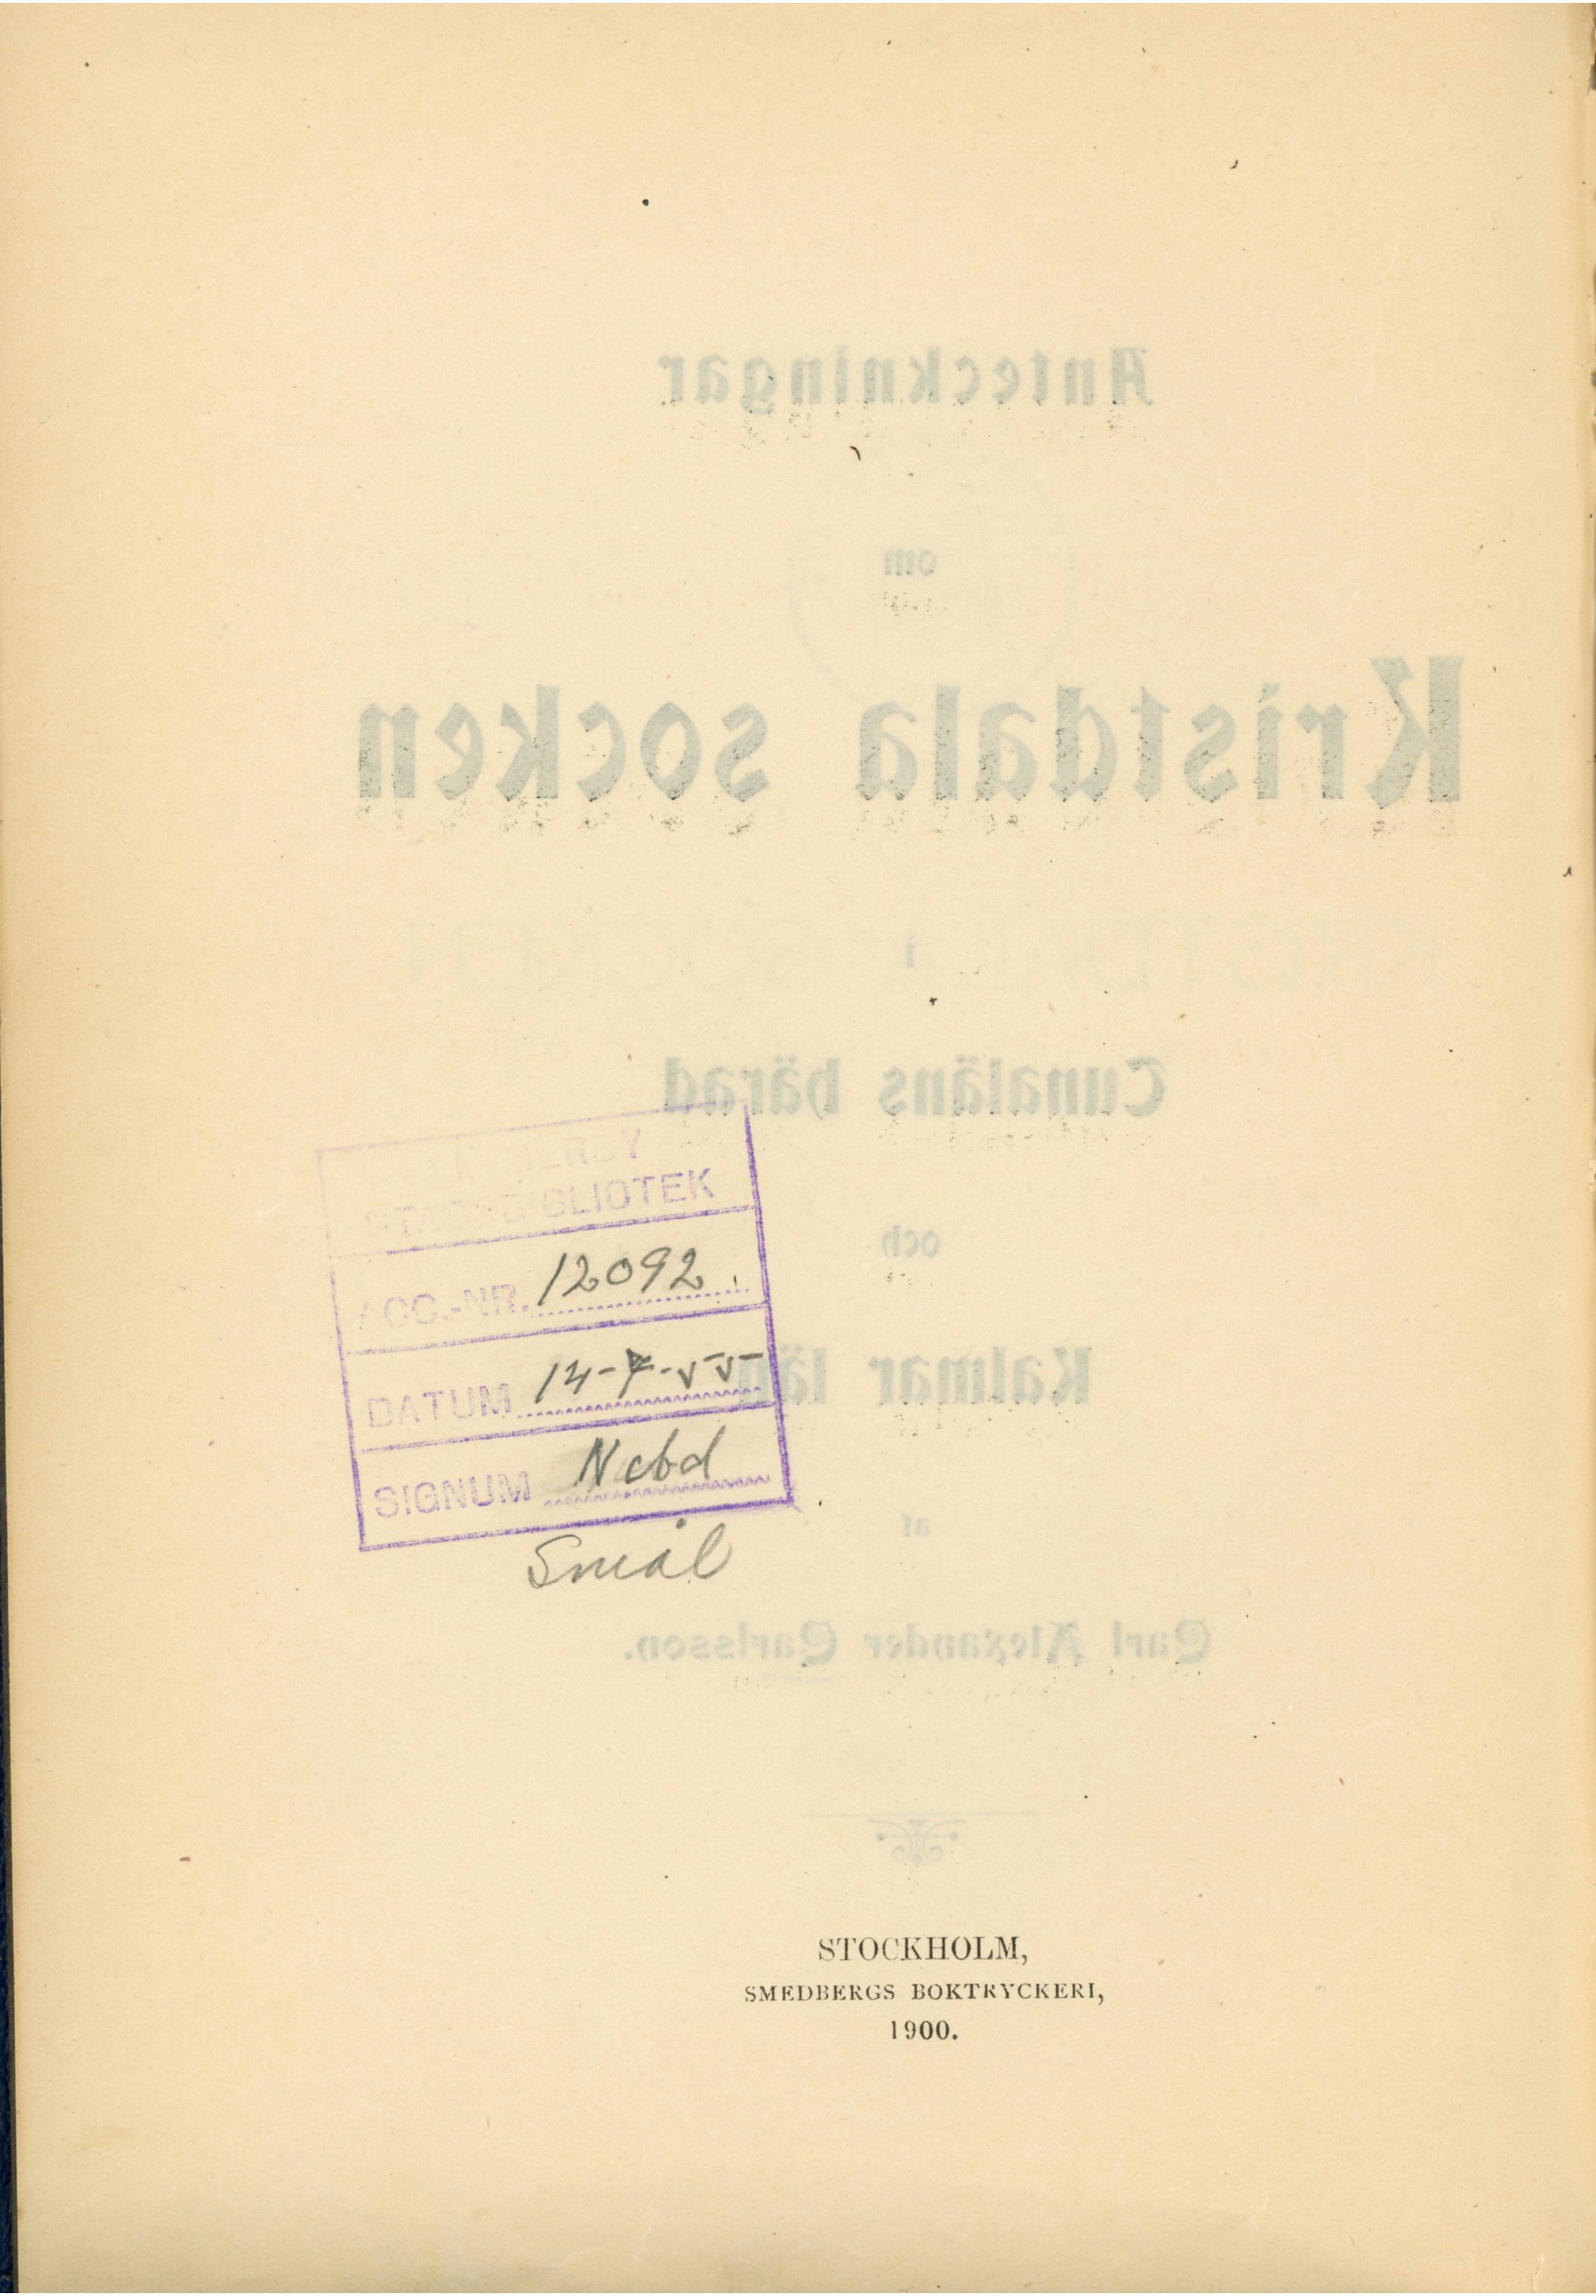 Anteckningar
om
Kristdala socken
i
Tunaläns härad
och
Kalmar län
af
Carl Alexander Carlsson.
STADSBIBLIOTEK
ACC.-NR. 12092
DATUM 14-7-55
SIGNUM Ncbd
Smål
STOCKHOLM,
SMEDBERGS BOKTRYCKERI,
1900.